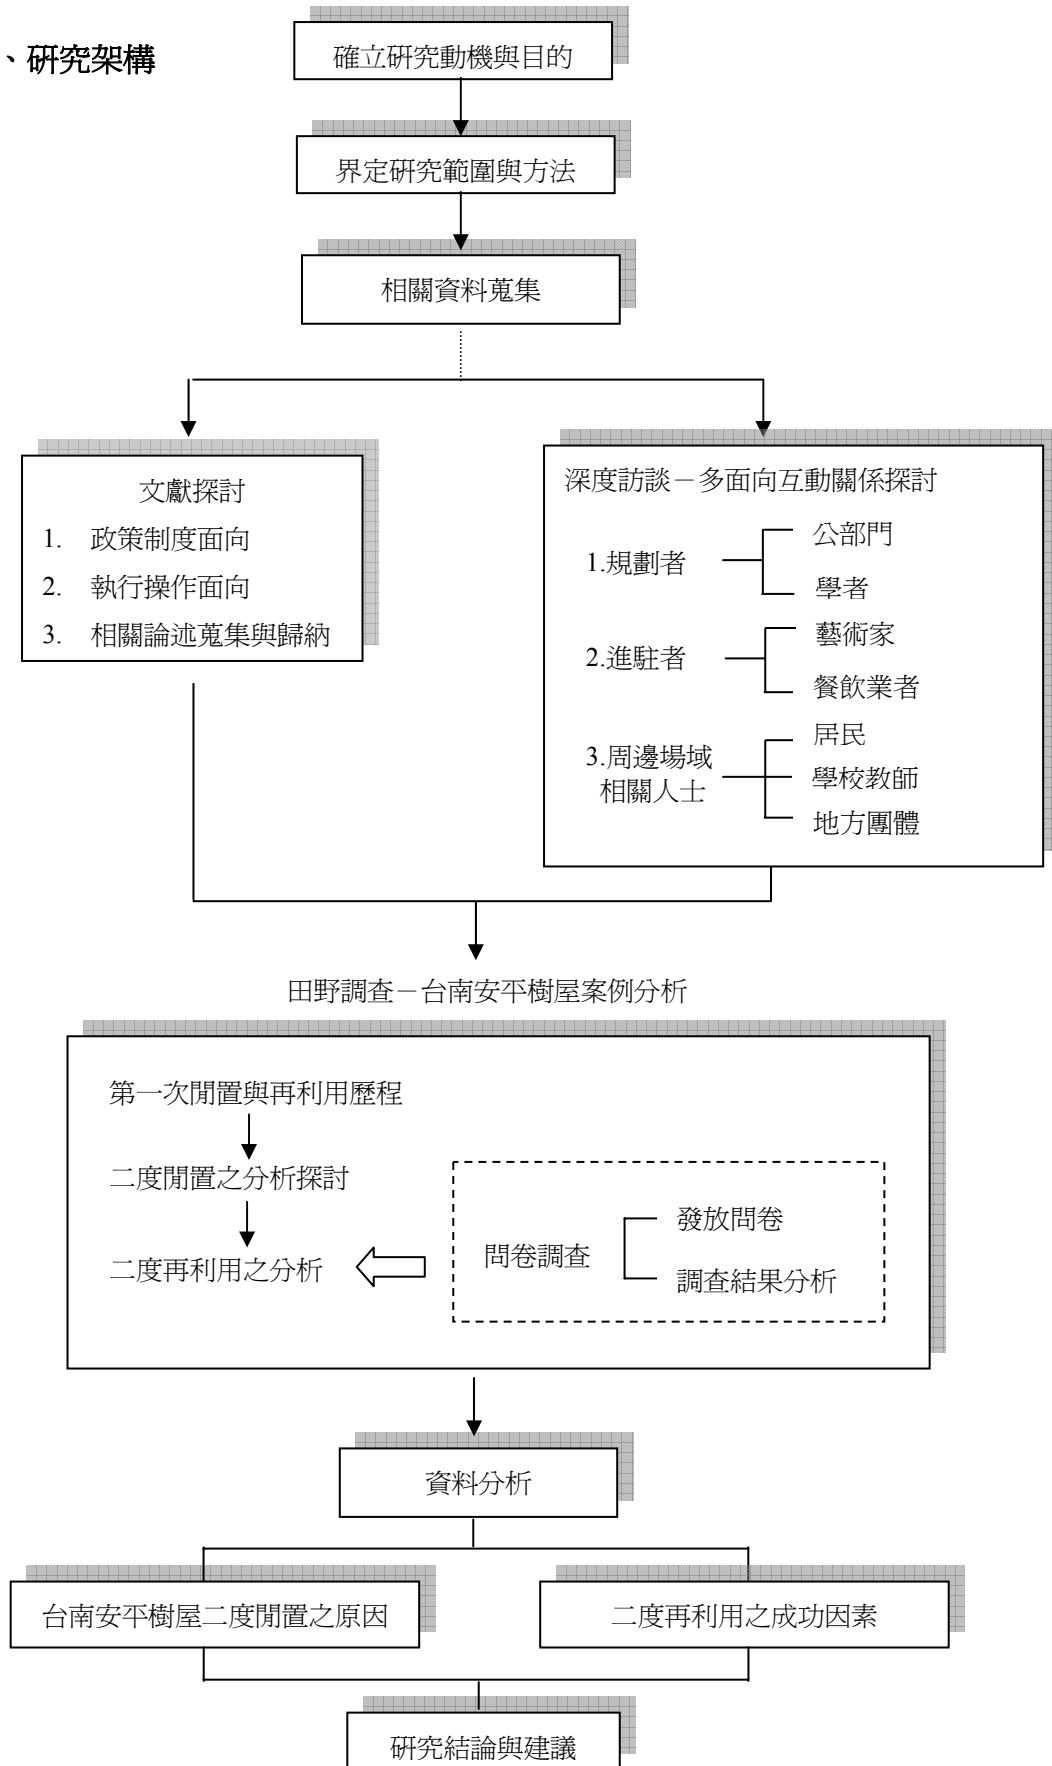 、研究架構
確立研究動機與目的
界定研究範圍與方法
相關資料蒐集
文獻探討
1. 政策制度面向
2. 執行操作面向
3. 相關論述蒐集與歸納
深度訪談－多面向互動關係探討
1.規劃者
公部門
學者
2.進駐者
藝術家
餐飲業者
3.周邊場域
相關人士
居民
學校教師
地方團體
田野調查－台南安平樹屋案例分析
第一次閒置與再利用歷程
二度閒置之分析探討
二度再利用之分析
問卷調查
發放問卷
調查結果分析
資料分析
台南安平樹屋二度閒置之原因
二度再利用之成功因素
研究結論與建議